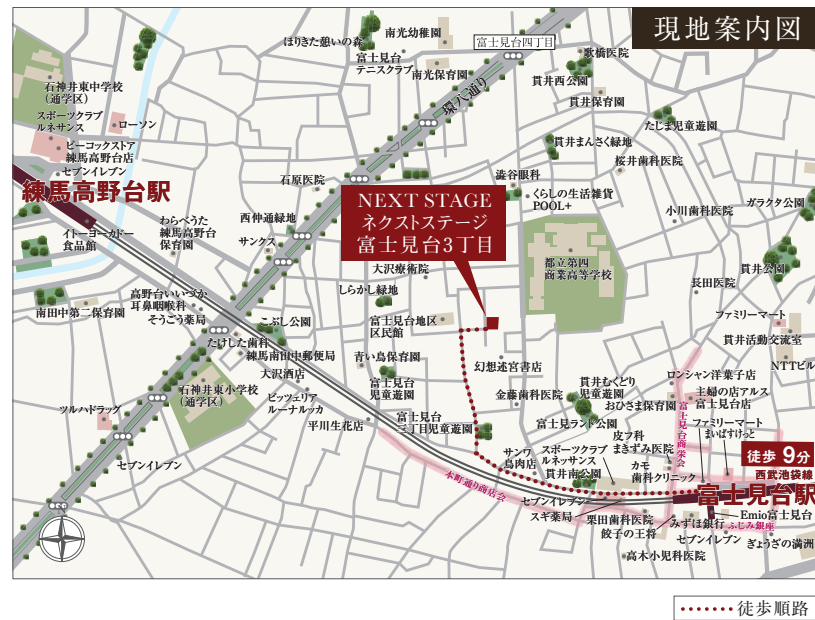 現地案内図
ほりきた憩いの森
南光幼稚園
富士見台四丁目
富士見台
テニスクラブ
南光保育園
歌橋医院
貫井西公園
貫井保育園
環八通り
石神井東中学校
(通学区)
スポーツクラブ
ルネサンス
ローソン
ピーコックストア
練馬高野台店
セブンイレブン
練馬高野台駅
たじま児童遊園
貫井まんさく緑地
桜井歯科医院
澁谷眼科
石原医院
くらしの生活雑貨
POOL+
小川歯科医院
ガラクタ公園
NEXT STAGE
ネクストステージ
富士見台3丁目
わらべうた
練馬高野台
保育園
西仲通緑地
サンクス
イトーヨーカドー
食品館
都立第四
商業高等学校
貫井公園
大沢療術院
しらかし緑地
長田医院
南田中第二保育園
高野台いいづか
耳鼻咽喉科
そうごう薬局
こぶし公園
富士見台地区
区民館
ファミリーマート
貫井活動交流室
たけした歯科
練馬南田中郵便局
青い鳥保育園
幻想迷宮書店
NTTビル
大沢酒店
富士見台
児童遊園
金藤歯科医院
貫井むくどり
児童遊園
おひさま保育園
ロンシャン洋菓子店
主婦の店アルス
富士見台店
石神井東小学校
(通学区)
ピッツェリア
ルーナルッカ
ツルハドラッグ
平川生花店
富士見台
三丁目児童遊園
富士見ランド公園
富士見台商栄会
ファミリーマート
まいばすけっと
皮フ科
まきずみ医院
スポーツクラブ
ルネッサンス
サンワ
鳥肉店
貫井南公園
カモ
歯科クリニック
徒歩9分
西武池袋線
富士見台駅
セブンイレブン
本町通り商店会
セブンイレブン
スギ薬局
栗田歯科医院
餃子の王将
みずほ銀行
セブンイレブン
Emio富士見台
ふじみ銀座
ぎょうざの満洲
高木小児科医院
徒歩順路